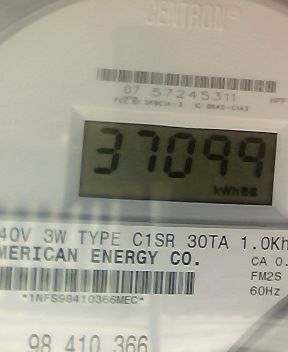 CENTRON®
07 57245311
37099
kWh
40V 3W TYPE C1SR 30TA 1.0Kh
MERICAN ENERGY CO.
CA 0.
FM2S
60Hz
*1NFS98410366MEC*
98 410 366